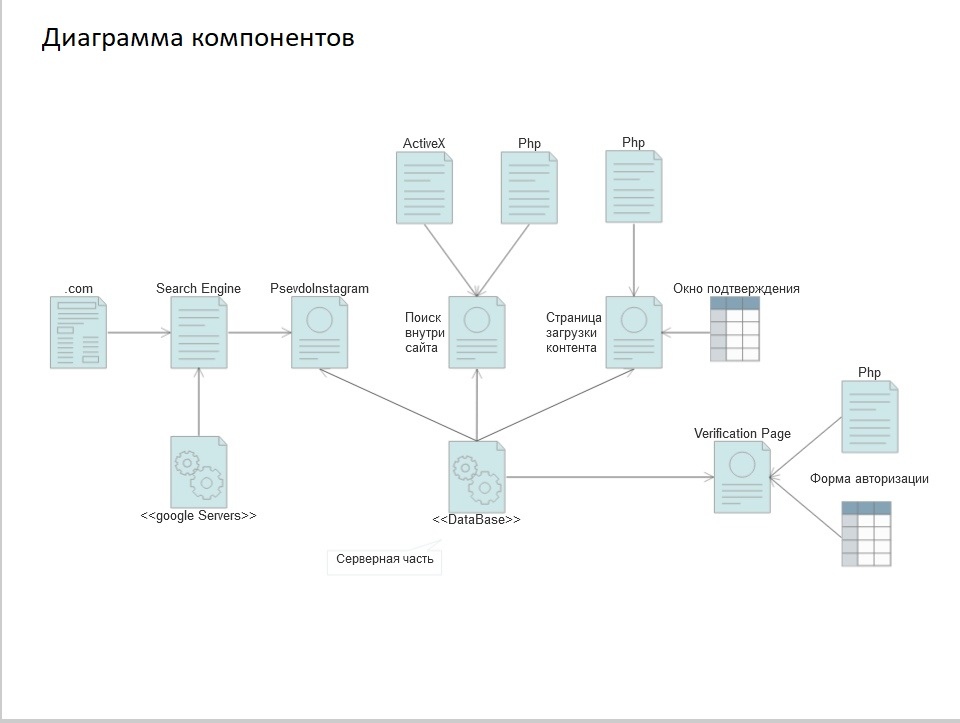 Диаграмма компонентов
ActiveX
Php
Php
.com
Search Engine
PsevdoInstagram
Поиск
внутри
сайта
Страница
загрузки
контента
Окно подтверждения
Php
Verification Page
Форма авторизации
<<google Servers>>
<<DataBase>>
Серверная часть